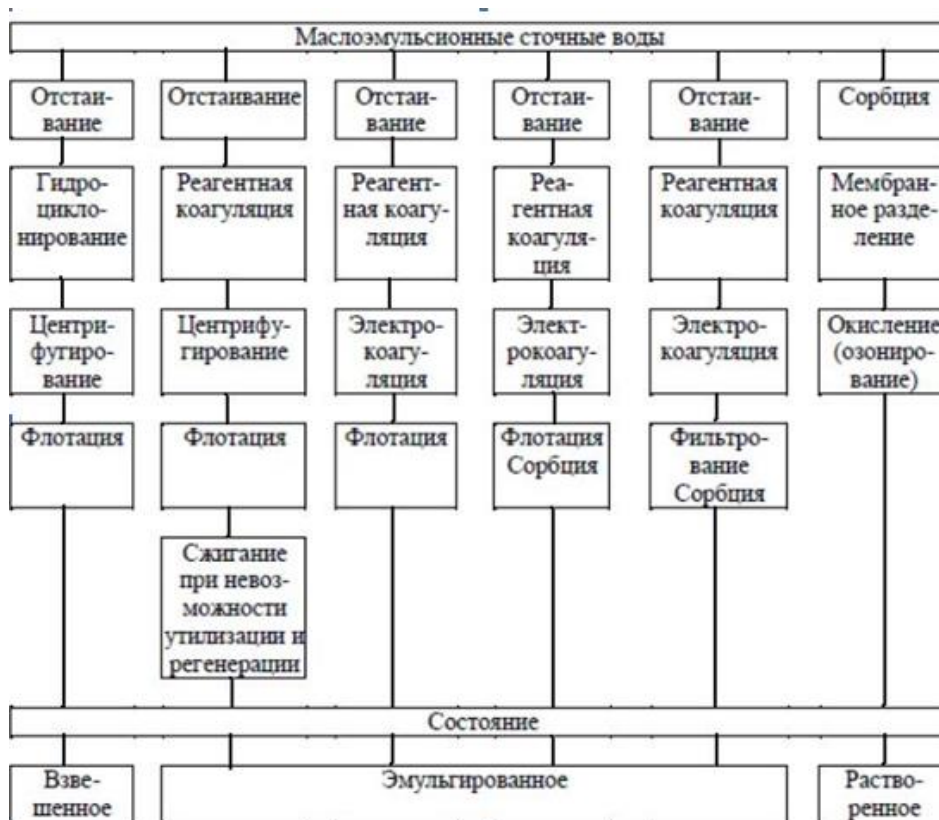 Маслоэмульсионные сточные воды
Отстаи-
вание
Отстаивание
Отстаи-
вание
Отстаи-
вание
Отстаи-
вание
Сорбция
Гидро-
цикло-
нирование
Реагентная
коагуляция
Реагент-
ная коагу-
ляция
Реа-
гентная
коагуля-
ция
Реагентная
коагуляция
Мембран-
ное разде-
ление
Центри-
фугиро-
вание
Центрифу-
гирование
Электро-
коагу-
ляция
Элект-
рокоагу-
ляция
Электро-
коагуляция
Окисление
(озониро-
вание)
Флотация
Флотация
Флотация
Флотация
Сорбция
Фильтро-
вание
Сорбция
Сжигание
при невоз-
можности
утилизации и
регенерации
Состояние
Взве-
шенное
Эмульгированное
Раство-
ренное